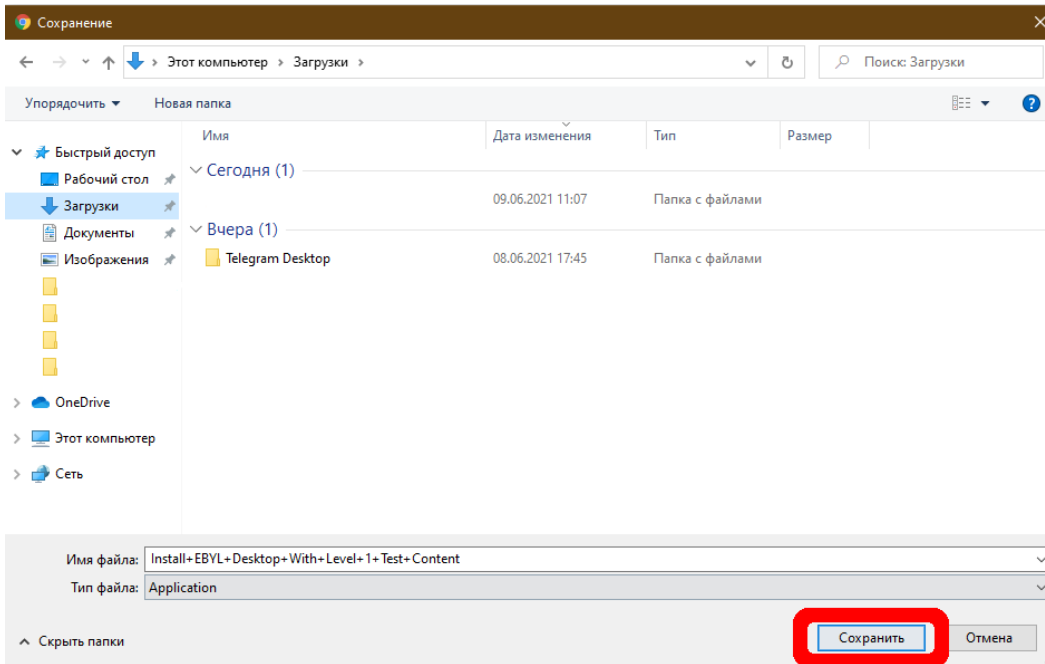 Сохранение
Этот компьютер › Загрузки ›
Поиск: Загрузки
Упорядочить Новая папка
?
Имя Дата изменения Тип Размер
Быстрый доступ
Рабочий стол
Загрузки
Документы
Изображения
OneDrive
Этот компьютер
Сеть
Сегодня (1)
09.06.2021 11:07 Папка с файлами
Вчера (1)
Telegram Desktop 08.06.2021 17:45 Папка с файлами
Имя файла: Install+EBYL+Desktop+With+Level+1+Test+Content
Тип файла: Application
Скрыть папки Сохранить Отмена